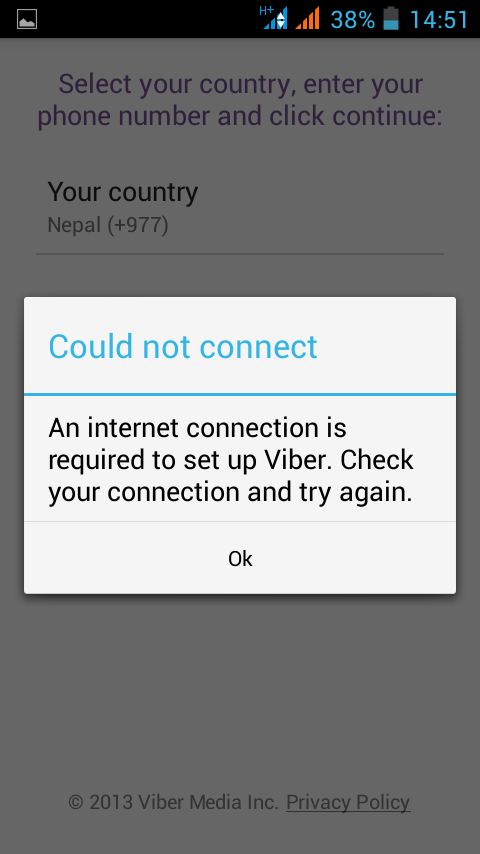 H+ 38% 14:51
Select your country, enter your
phone number and click continue:
Your country
Nepal (+977)
Could not connect
An internet connection is
required to set up Viber. Check
your connection and try again.
Ok
© 2013 Viber Media Inc. Privacy Policy